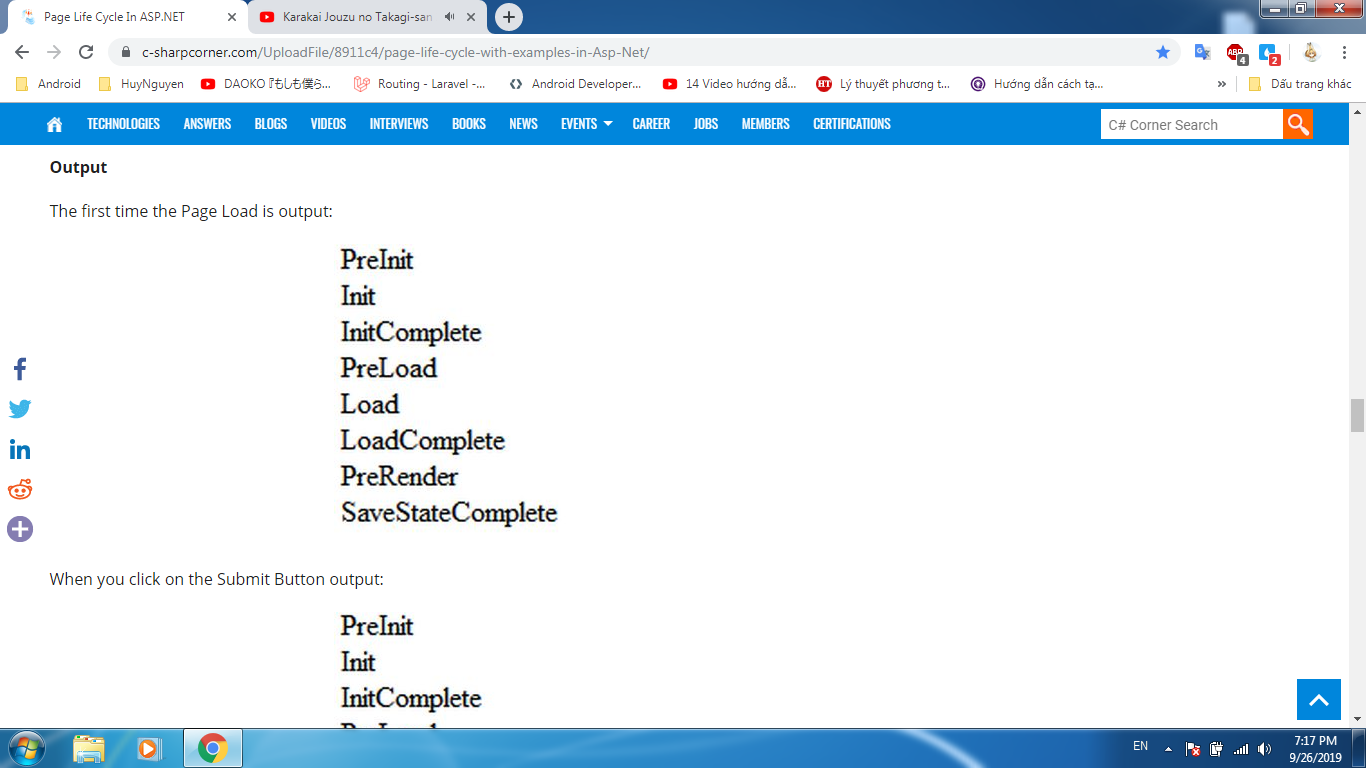 Page Life Cycle In ASP.NET
Karakai Jouzu no Takagi-san
c-sharpcorner.com/UploadFile/8911c4/page-life-cycle-with-examples-in-Asp-Net/
ABP
4
2
Android
HuyNguyen
DAOKO『もしも僕ら...
Routing - Laravel -...
Android Developer...
14 Video hướng dẫ...
HT
Lý thuyết phương t...
Hướng dẫn cách tạ...
»
Dấu trang khác
TECHNOLOGIES
ANSWERS
BLOGS
VIDEOS
INTERVIEWS
BOOKS
NEWS
EVENTS
CAREER
JOBS
MEMBERS
CERTIFICATIONS
C# Corner Search
Output
The first time the Page Load is output:
PreInit
Init
InitComplete
PreLoad
Load
LoadComplete
PreRender
SaveStateComplete
When you click on the Submit Button output:
PreInit
Init
InitComplete
EN
7:17 PM
9/26/2019